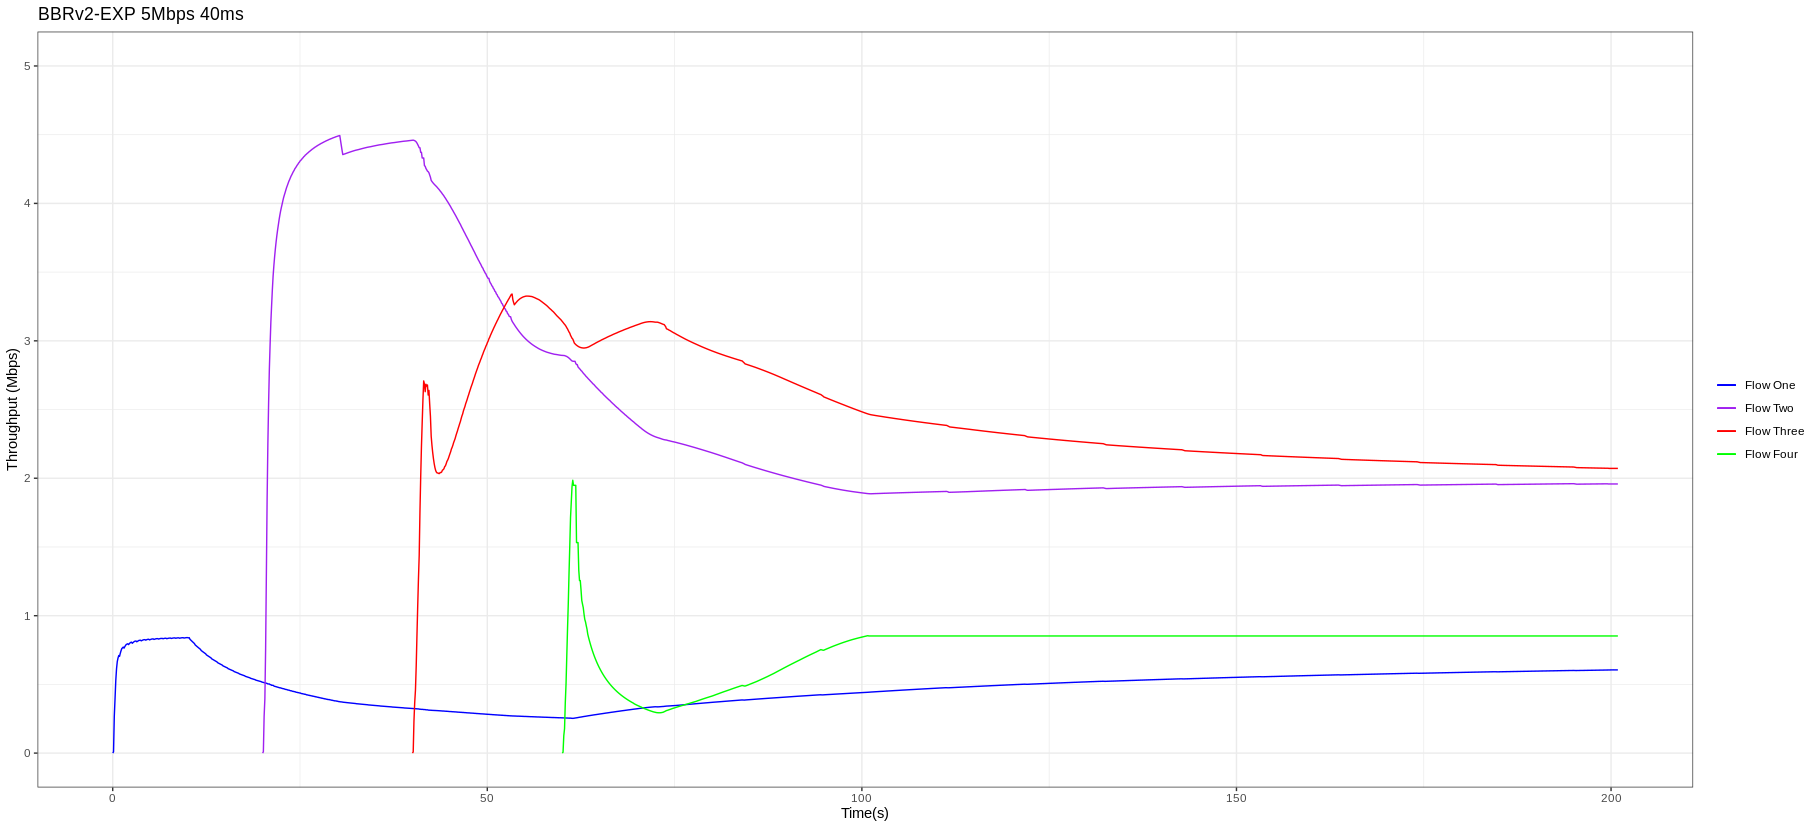 BBRv2-EXP 5Mbps 40ms
5
4
3
2
1
0
Throughput (Mbps)
0 50 100 150 200
Time(s)
Flow One
Flow Two
Flow Three
Flow Four